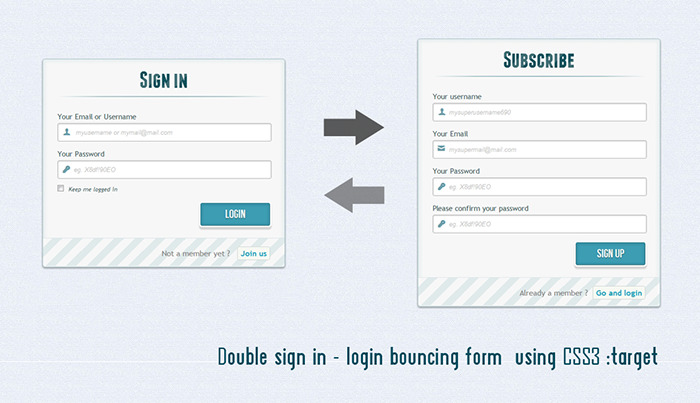 SIGN IN
Your Email or Username
myusername or mymail@mail.com
Your Password
eg. X8df!90EO
Keep me logged in
LOGIN
Not a member yet ? Join us
SUBSCRIBE
Your username
mysuperusername690
Your Email
mysupermail@mail.com
Your Password
eg. X8df!90EO
Please confirm your password
eg. X8df!90EO
SIGN UP
Already a member ? Go and login
Double sign in - login bouncing form using CSS3 :target